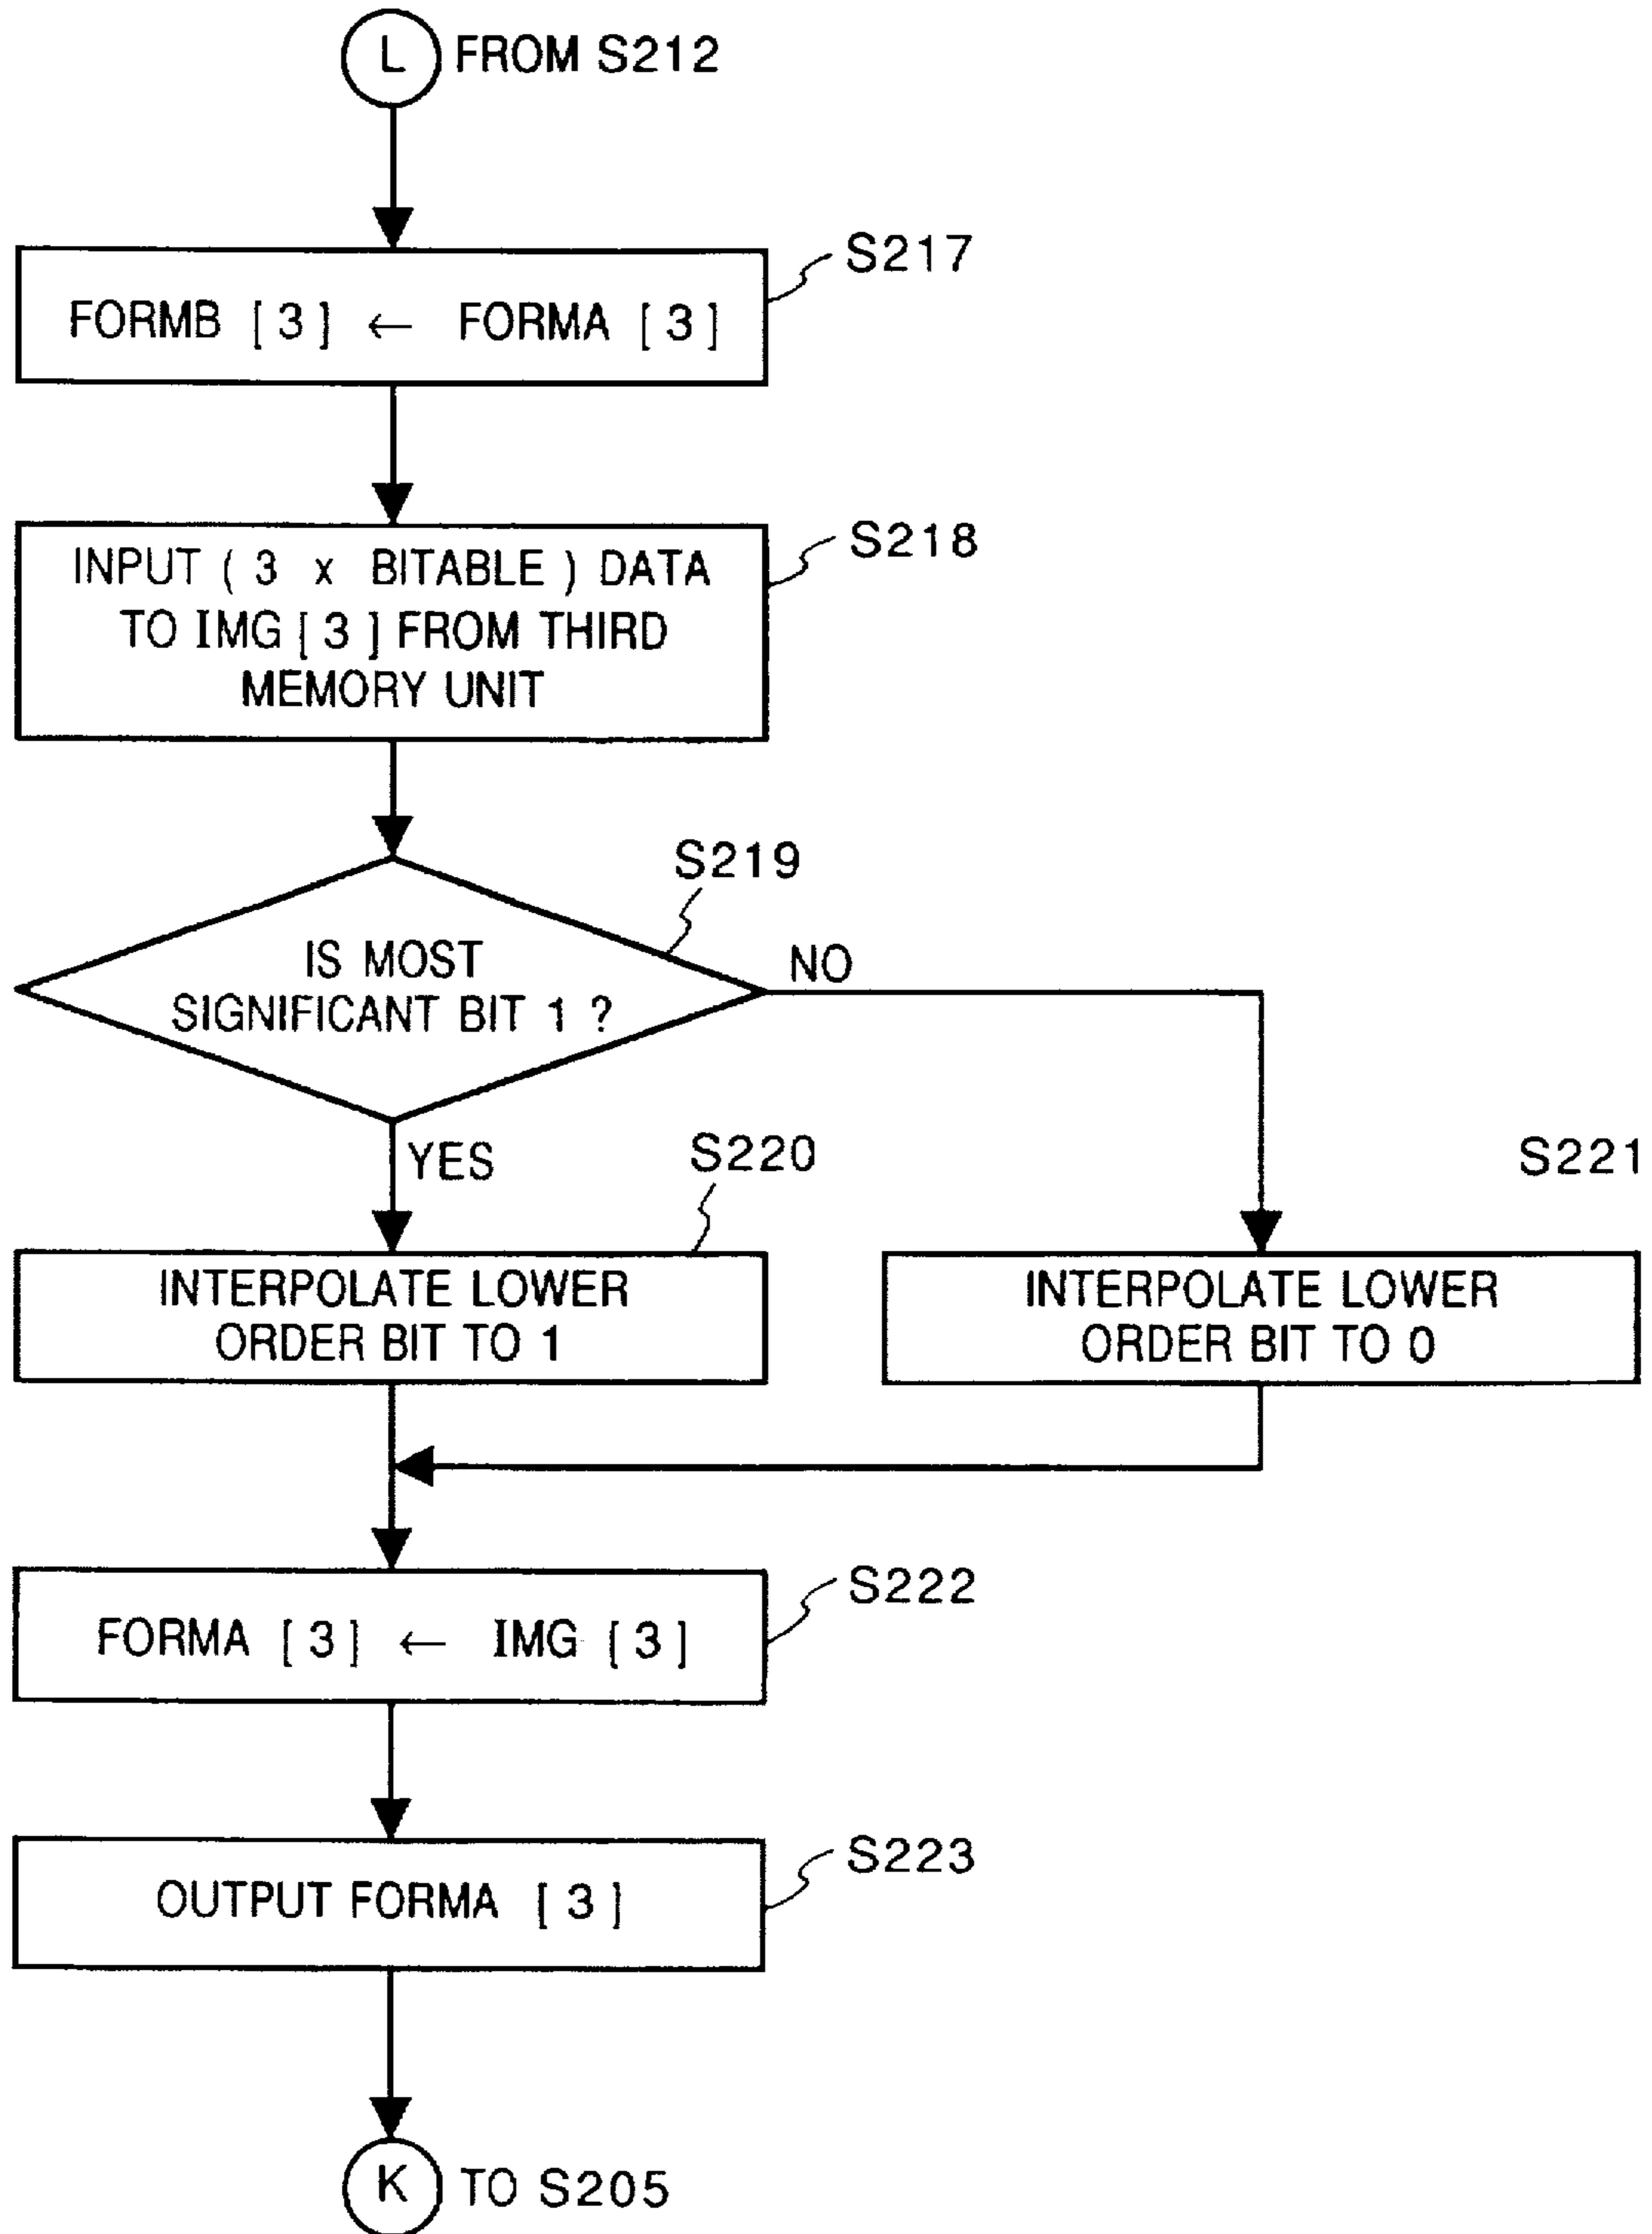 L FROM S212
S217
FORMB [ 3 ] ← FORMA [ 3 ]
S218
INPUT ( 3 x BITABLE ) DATA
TO IMG [ 3 ] FROM THIRD
MEMORY UNIT
S219
IS MOST
SIGNIFICANT BIT 1 ?
NO
YES
S220
S221
INTERPOLATE LOWER
ORDER BIT TO 1
INTERPOLATE LOWER
ORDER BIT TO 0
S222
FORMA [ 3 ] ← IMG [ 3 ]
S223
OUTPUT FORMA [ 3 ]
K TO S205